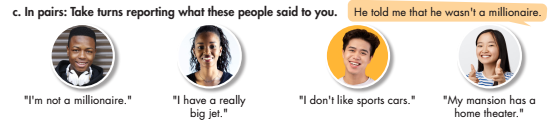 c. In pairs: Take turns reporting what these people said to you.
He told me that he wasn't a millionaire.
"I'm not a millionaire."
"I have a really
big jet."
"I don't like sports cars."
"My mansion has a
home theater."